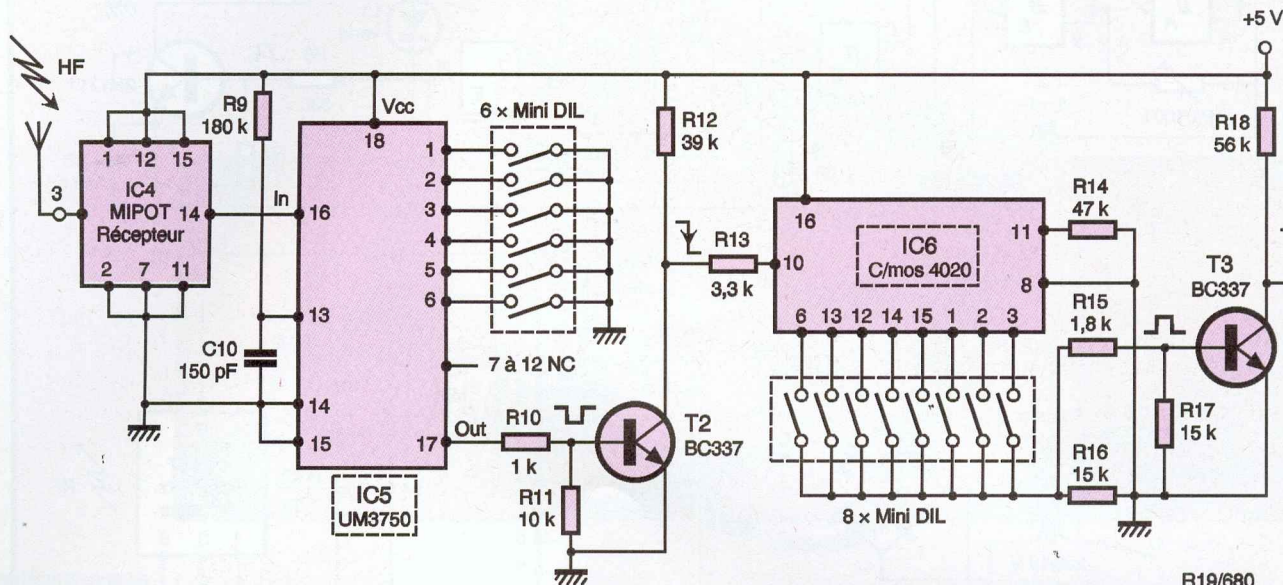 +5 V
HF
R9
180 k
Vcc
18
6 × Mini DIL
R12
39 k
R18
56 k
1 12 15
IC4
MIPOT
Récepteur
3
14
In
16
2 7 11
1
2
3
4
5
6
13
C10
150 pF
7 à 12 NC
14
15
17
Out
R10
1 k
R11
10 k
T2
BC337
IC5
UM3750
R13
3,3 k
16
10
IC6
C/mos 4020
11
8
6 13 12 14 15 1 2 3
R14
47 k
R15
1,8 k
T3
BC337
R17
15 k
R16
15 k
8 × Mini DIL
R19/680